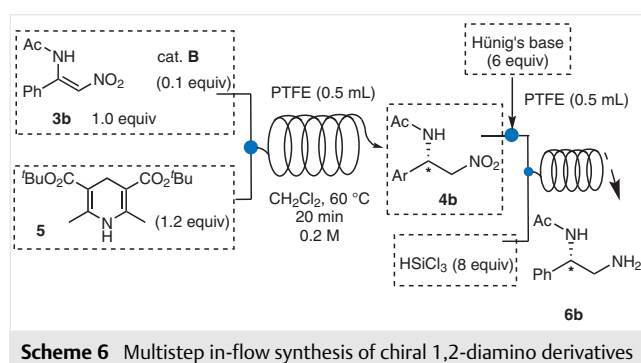 Ac
NH
Ph
NO₂
cat. B
(0.1 equiv)
3b 1.0 equiv
ᵗBuO₂C
CO₂ᵗBu
N
H
5
(1.2 equiv)
PTFE (0.5 mL)
CH₂Cl₂, 60 °C
20 min
0.2 M
Ac
NH
Ar
*
NO₂
4b
Hünig's base
(6 equiv)
PTFE (0.5 mL)
HSiCl₃ (8 equiv)
Ac
NH
Ph
*
NH₂
6b
Scheme 6 Multistep in-flow synthesis of chiral 1,2-diamino derivatives